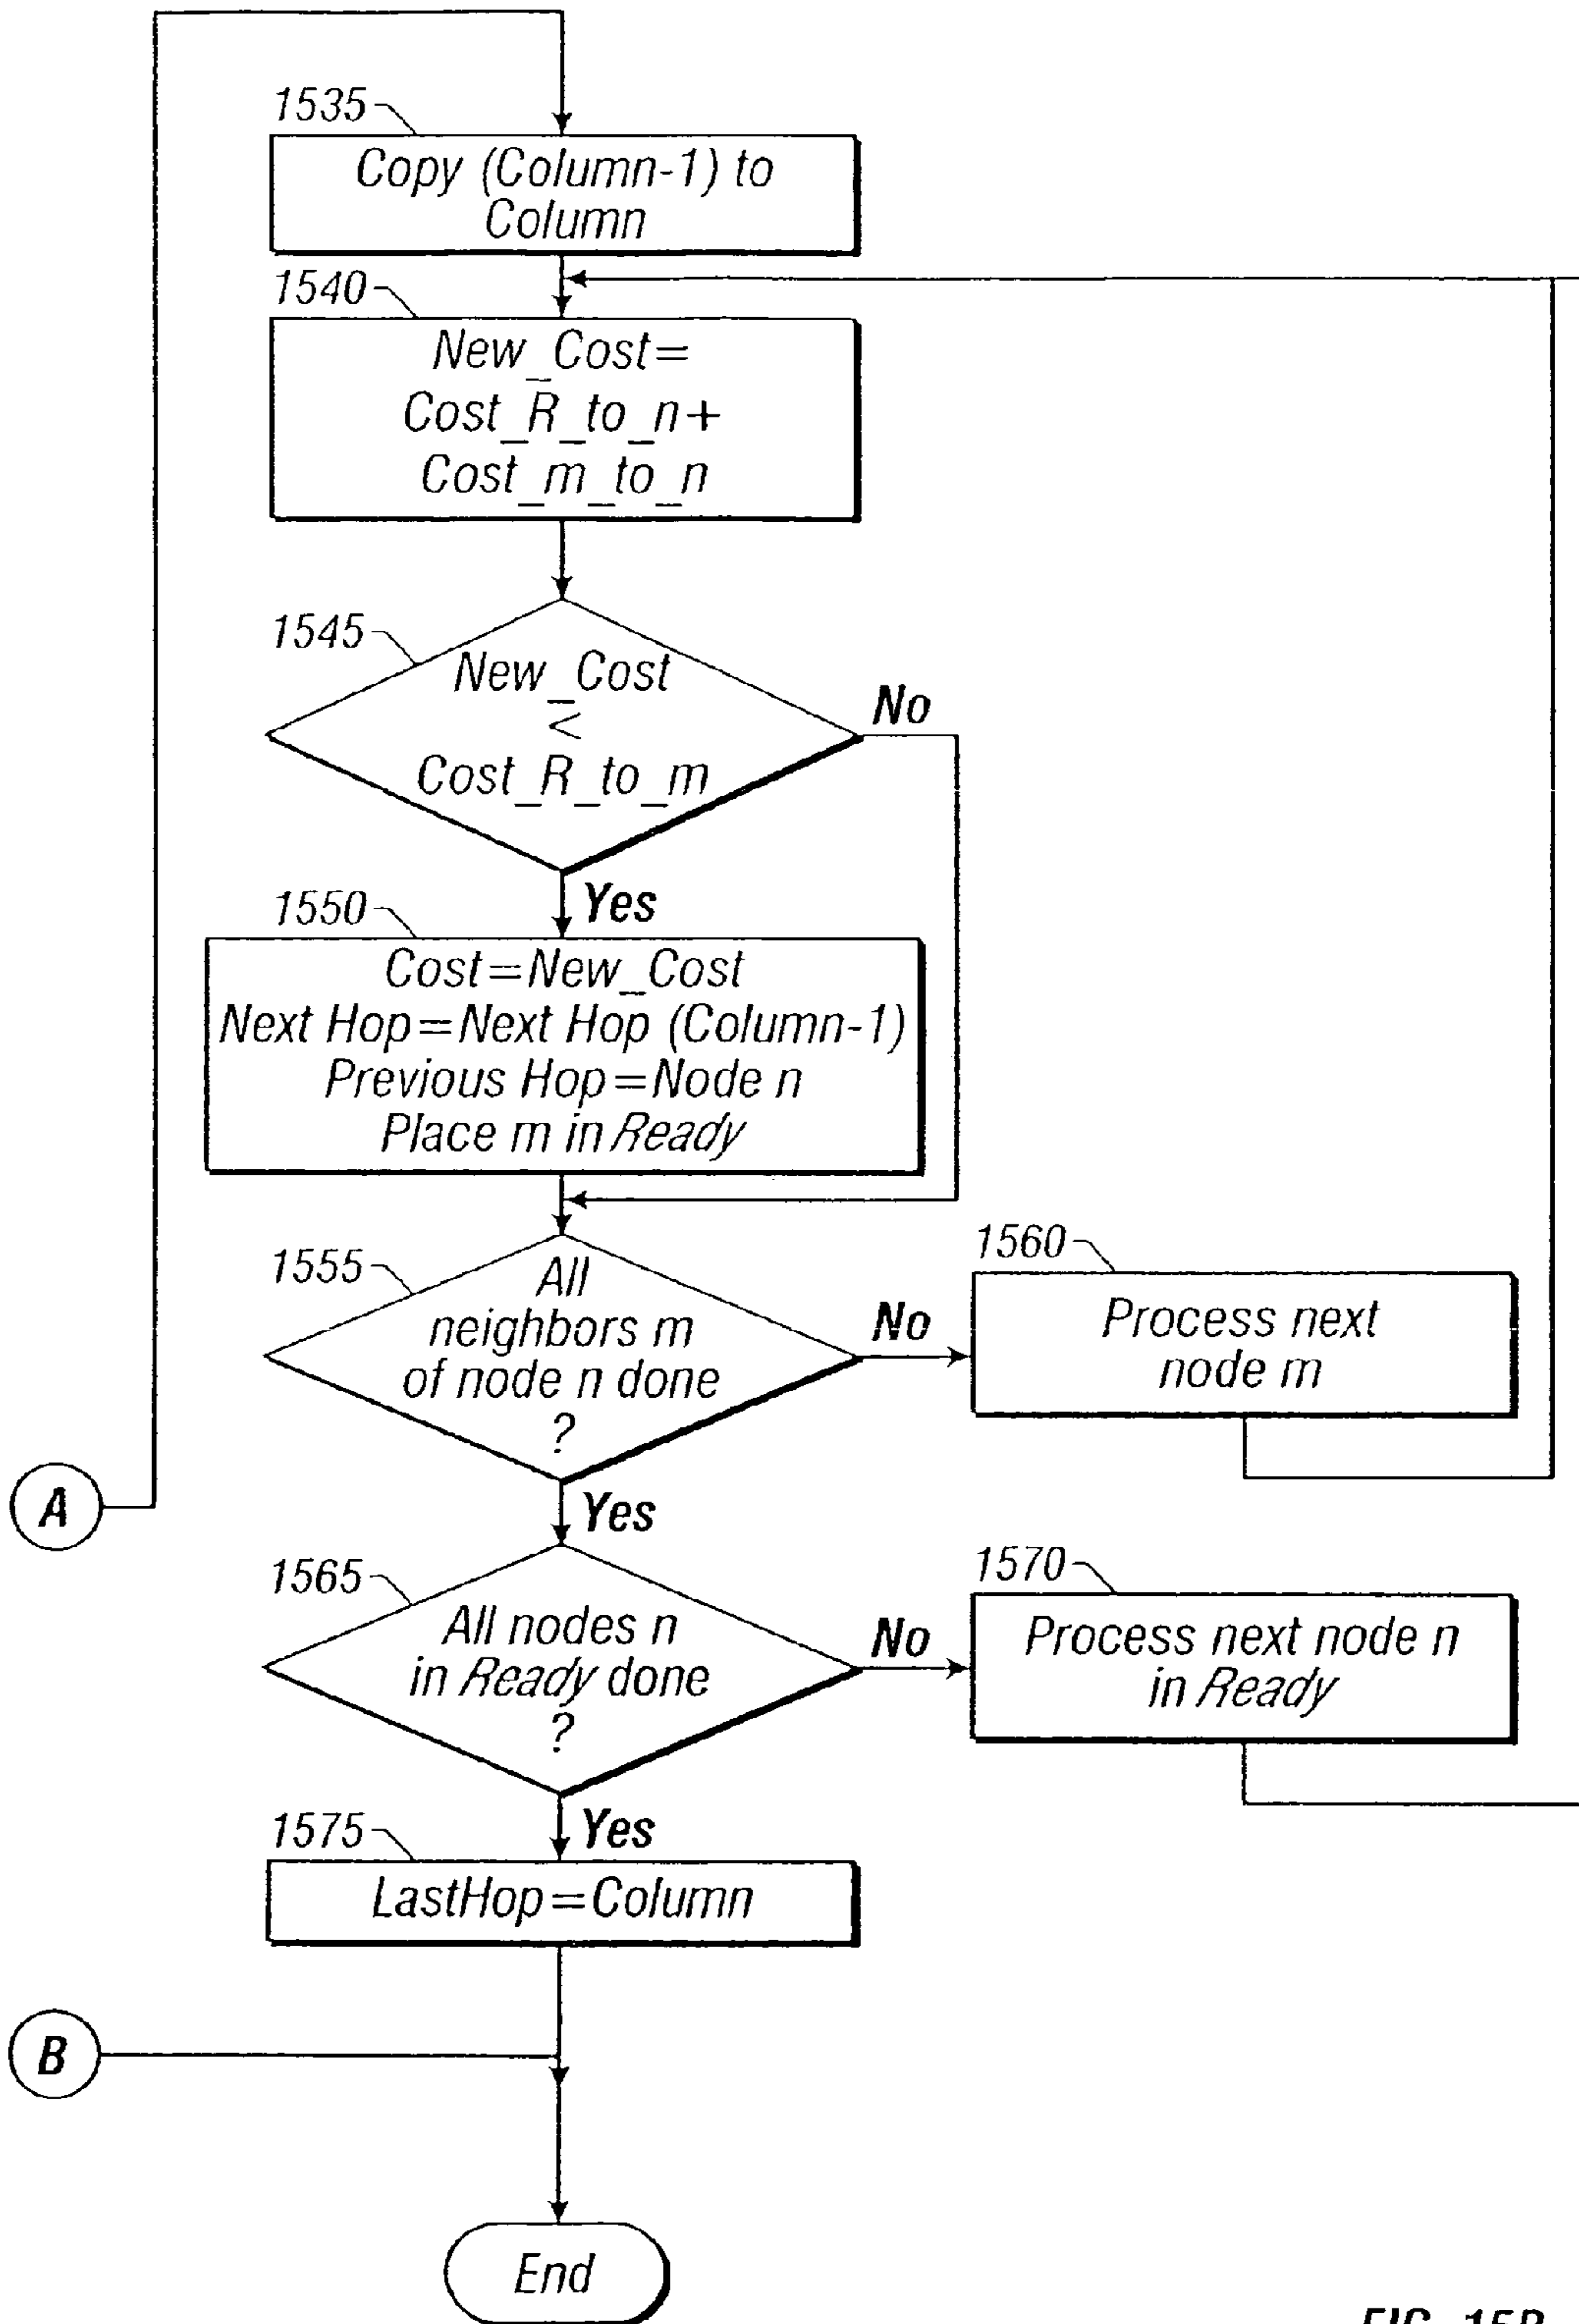 1535
Copy (Column-1) to
Column
1540
New_Cost=
Cost_R_to_n+
Cost_m_to_n
1545
New_Cost
<
Cost_R_to_m
No
Yes
1550
Cost=New_Cost
Next Hop=Next Hop (Column-1)
Previous Hop=Node n
Place m in Ready
1555
All
neighbors m
of node n done
?
No
1560
Process next
node m
A
Yes
1565
All nodes n
in Ready done
?
No
1570
Process next node n
in Ready
Yes
1575
LastHop=Column
B
End
FIG. 15B